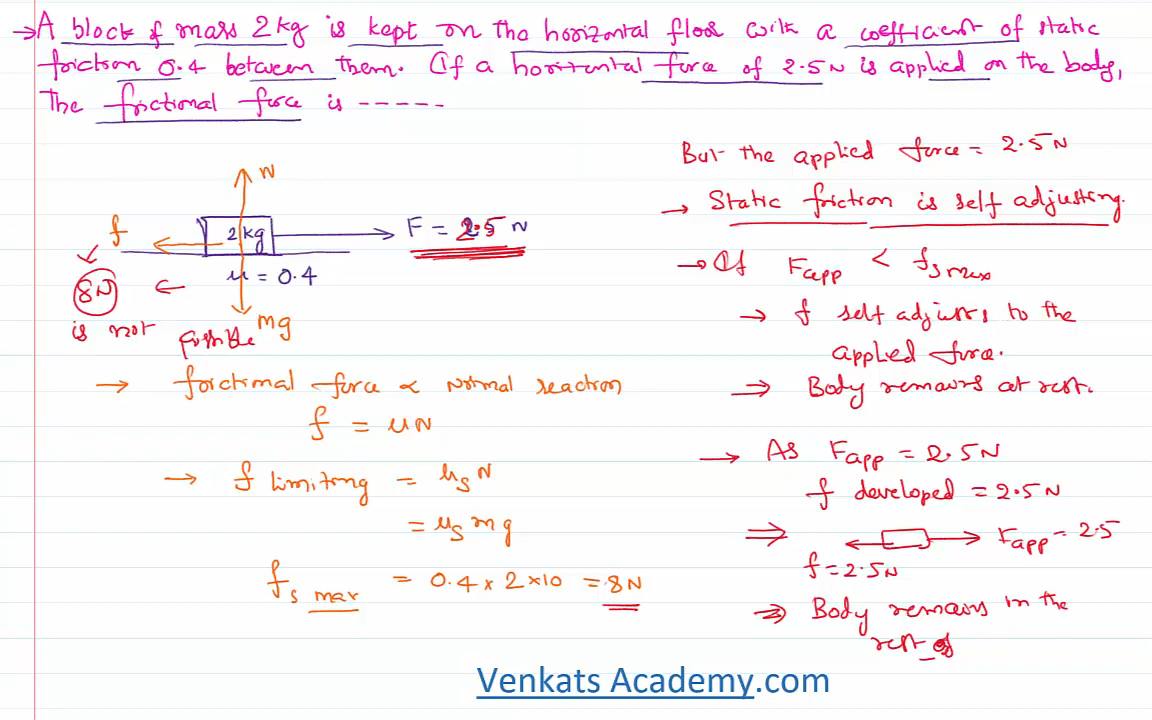 → A block of mass 2kg is kept on the horizontal floor with a coefficient of static
friction 0.4 between them. If a horizontal force of 2.5N is applied on the body,
The frictional force is -----
N
f
2kg
F = 2.5 N
μ = 0.4
8N ←
is not possible
mg
→ frictional force ∝ Normal reaction
f = μN
→ f limiting = μs N
= μs mg
fs max = 0.4 × 2 × 10 = 8N
But the applied force = 2.5N
→ Static friction is self adjusting.
→ If Fapp < fs max
→ f self adjusts to the
applied force.
⇒ Body remains at rest.
→ As Fapp = 2.5N
f developed = 2.5N
⇒ Fapp = 2.5
f = 2.5N
⇒ Body remains in the
rest
Venkats Academy.com